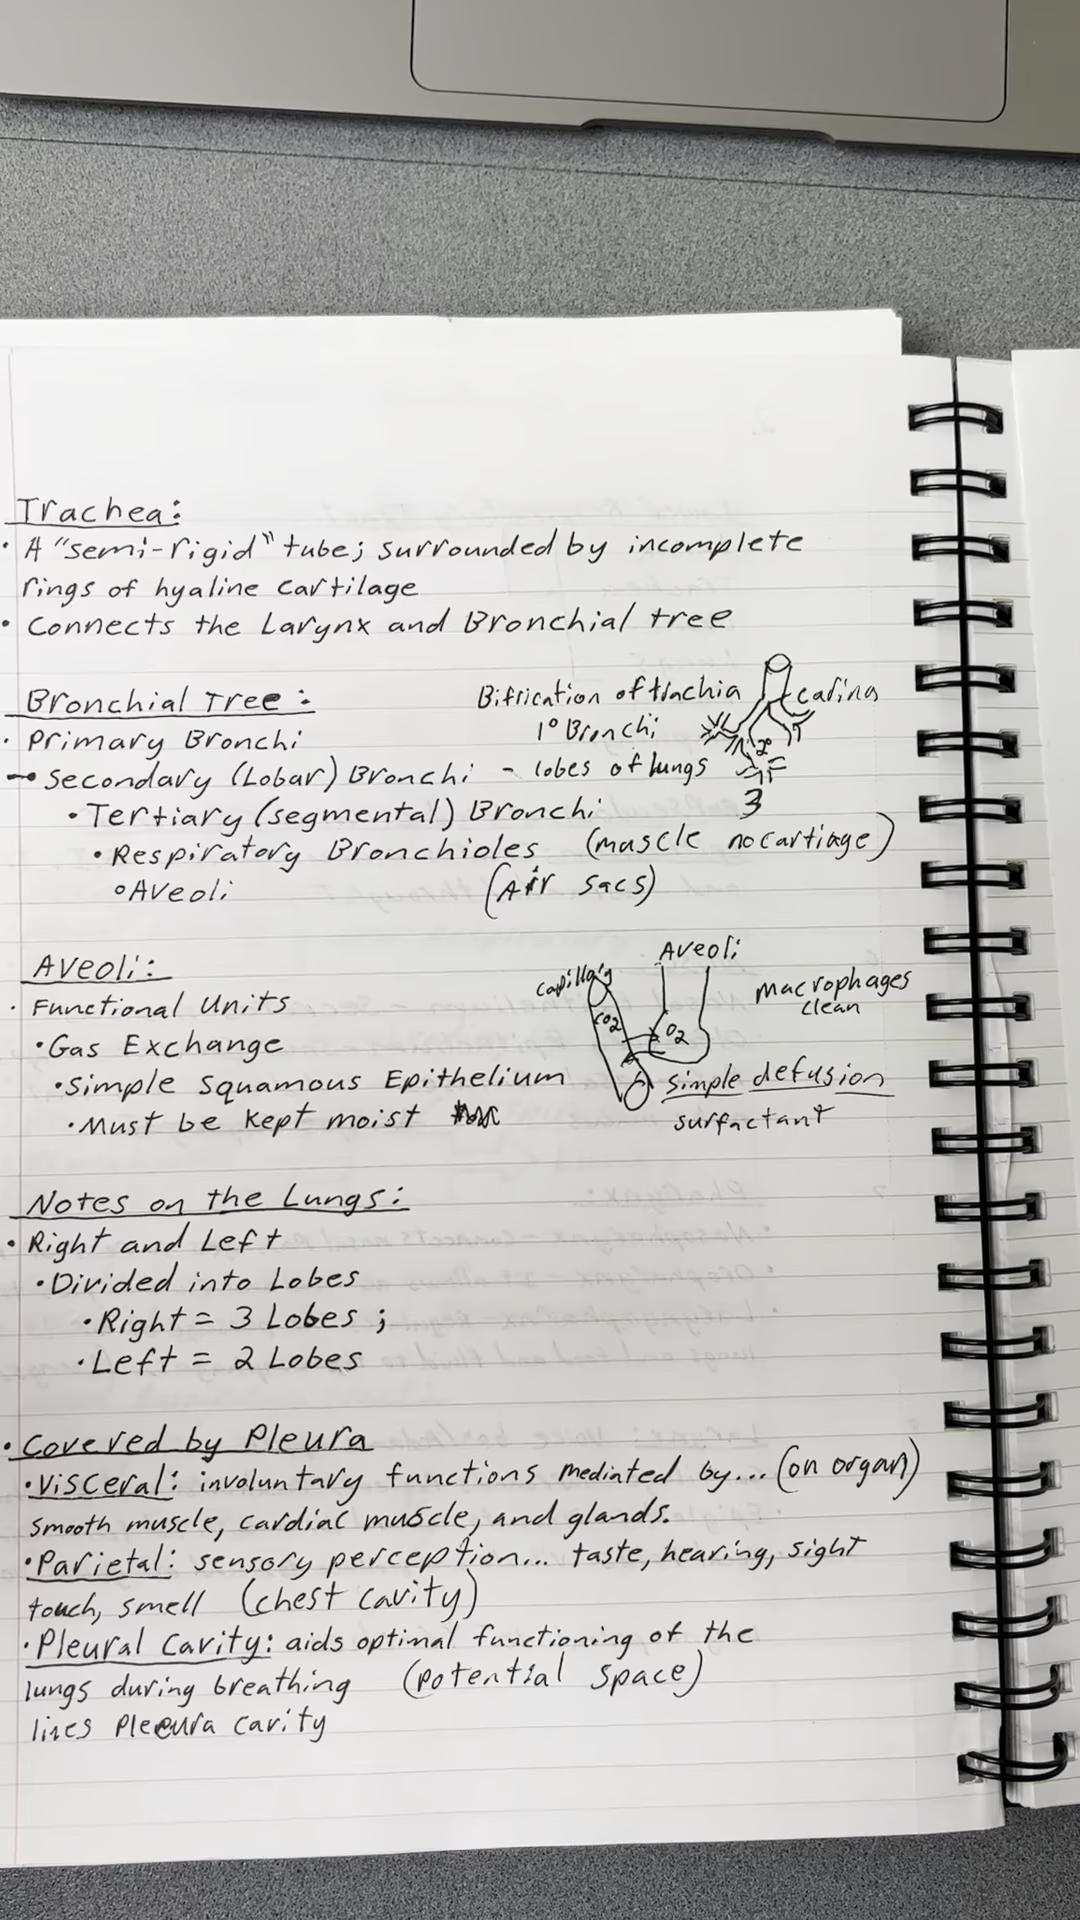 Trachea:
• A "semi-rigid" tube; surrounded by incomplete
rings of hyaline cartilage
• Connects the Larynx and Bronchial tree
Bronchial Tree:
Bifrication of trachia
carina
• Primary Bronchi
1° Bronchi
2°
- Secondary (Lobar) Bronchi - lobes of lungs
3
• Tertiary (segmental) Bronchi
• Respiratory Bronchioles (muscle no cartiage)
• Aveoli (Air sacs)
Aveoli:
• Functional Units
• Gas Exchange
• Simple Squamous Epithelium
• Must be kept moist
Aveoli
capillary
CO2
O2
macrophages
clean
simple defusion
surfactant
Notes on the Lungs:
• Right and Left
• Divided into Lobes
• Right = 3 Lobes ;
• Left = 2 Lobes
• Covered by Pleura
• Visceral: involuntary functions mediated by... (on organ)
smooth muscle, cardiac muscle, and glands.
• Parietal: sensory perception... taste, hearing, sight
touch, smell (chest cavity)
• Pleural Cavity: aids optimal functioning of the
lungs during breathing (potential space)
lines Pleeura cavity